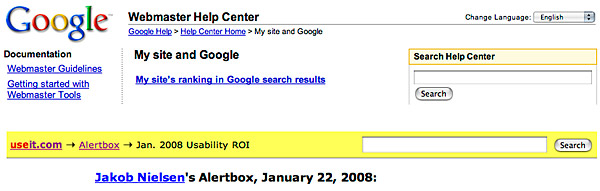 Google™
Webmaster Help Center
Change Language: English
Google Help > Help Center Home > My site and Google
Documentation
Webmaster Guidelines
Getting started with
Webmaster Tools
My site and Google
My site's ranking in Google search results
Search Help Center
Search
useit.com → Alertbox → Jan. 2008 Usability ROI
Search
Jakob Nielsen's Alertbox, January 22, 2008: